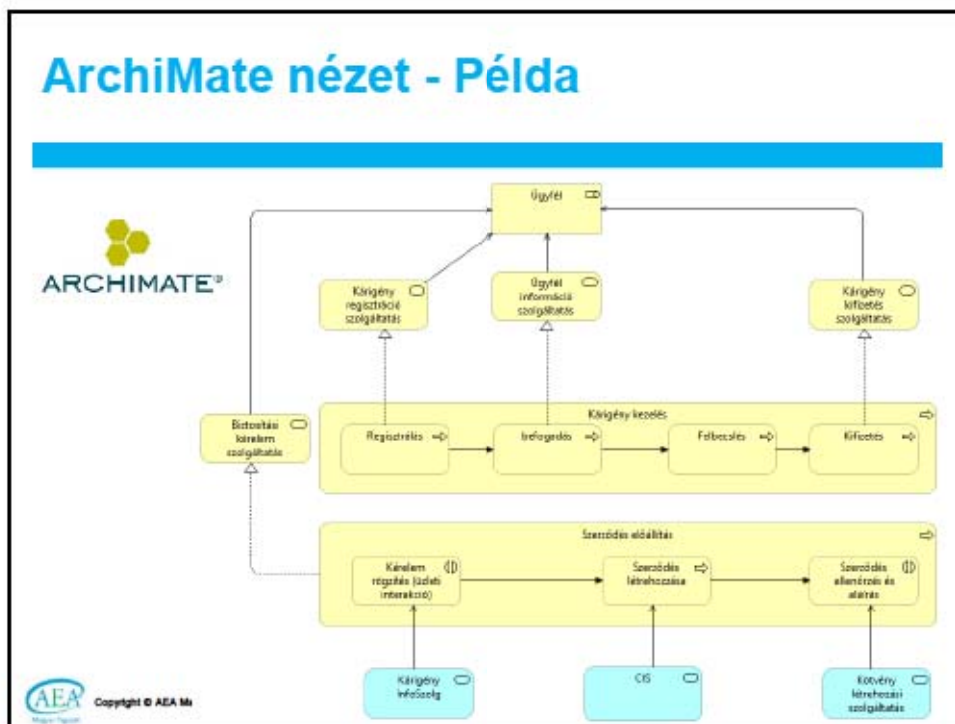 ArchiMate nézet - Példa
Ügyfél
ARCHIMATE®
Kárigény
regisztráció
szolgáltatás
Ügyfél
információ
szolgáltatás
Kárigény
kifizetés
szolgáltatás
Biztosítási
kérelem
szolgáltatás
Kárigény kezelés
Regisztrálás
befogadás
Felbecslés
Kifizetés
Szerződés előállítás
Kérelem
rögzítés (üzleti
interakció)
Szerződés
létrehozása
Szerződés
ellenőrzés és
aláírás
Kárigény
InfoSzolg
CIS
Kötvény
létrehozási
szolgáltatás
AEA
Copyright © AEA Ma